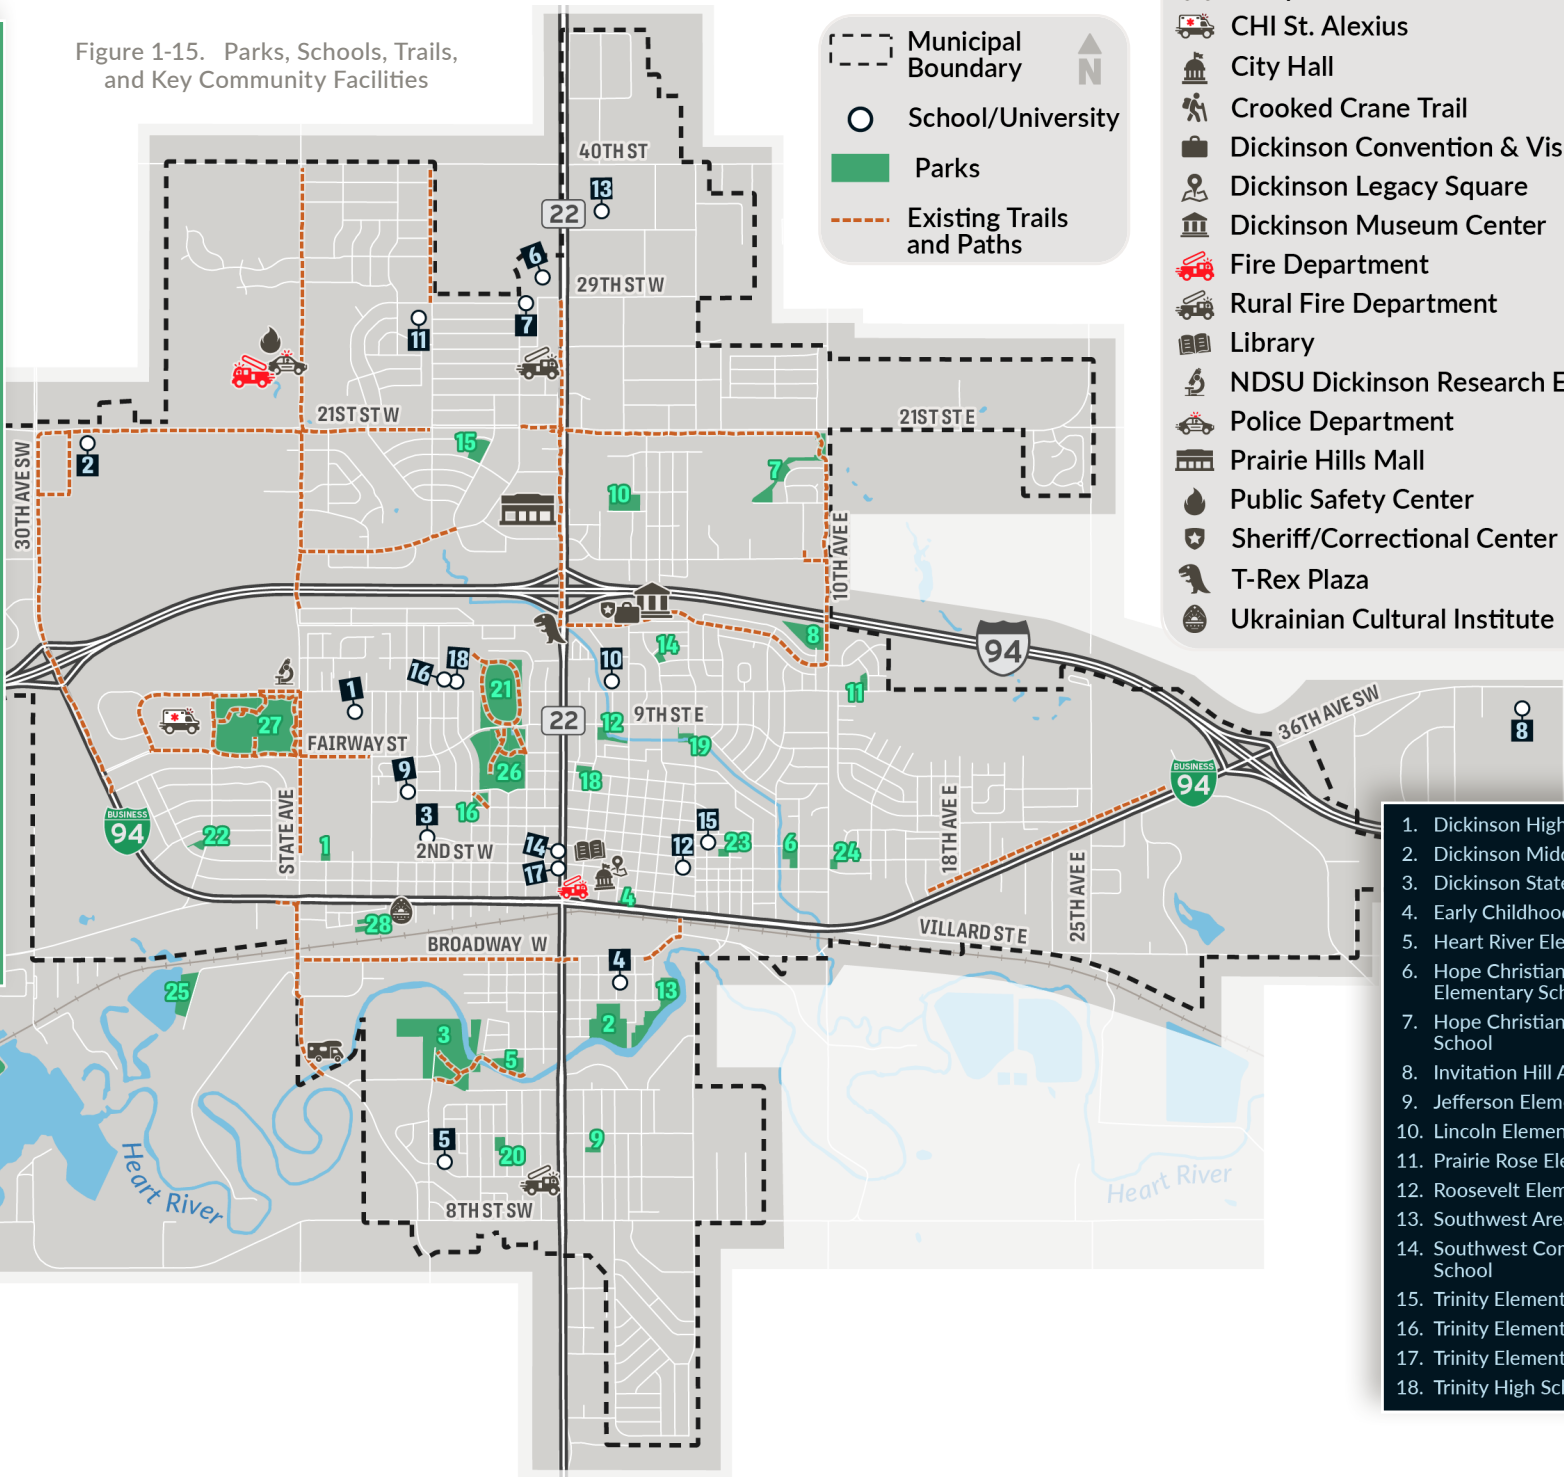 Figure 1-15. Parks, Schools, Trails,
and Key Community Facilities
Municipal
Boundary
N
School/University
Parks
Existing Trails
and Paths
CHI St. Alexius
City Hall
Crooked Crane Trail
Dickinson Convention & Vis
Dickinson Legacy Square
Dickinson Museum Center
Fire Department
Rural Fire Department
Library
NDSU Dickinson Research E
Police Department
Prairie Hills Mall
Public Safety Center
Sheriff/Correctional Center
T-Rex Plaza
Ukrainian Cultural Institute
40TH ST
13
22
6
29TH ST W
7
11
21ST ST W
21ST ST E
30TH AVE SW
2
15
7
10
10TH AVE E
8
14
94
10
18
16
21
1
11
27
22
12
9TH ST E
19
36TH AVE SW
8
FAIRWAY ST
26
9
18
BUSINESS
94
BUSINESS
94
16
3
15
STATE AVE
22
1
2ND ST W
14
17
12
23
6
24
18TH AVE E
25TH AVE E
4
28
VILLARD ST E
BROADWAY W
4
25
13
3
2
5
5
20
9
Heart River
Heart River
8TH ST SW
1. Dickinson High
2. Dickinson Midd
3. Dickinson State
4. Early Childhood
5. Heart River Ele
6. Hope Christian
Elementary Sch
7. Hope Christian
School
8. Invitation Hill A
9. Jefferson Elem
10. Lincoln Elemen
11. Prairie Rose Ele
12. Roosevelt Elem
13. Southwest Are
14. Southwest Con
School
15. Trinity Element
16. Trinity Element
17. Trinity Element
18. Trinity High Sch